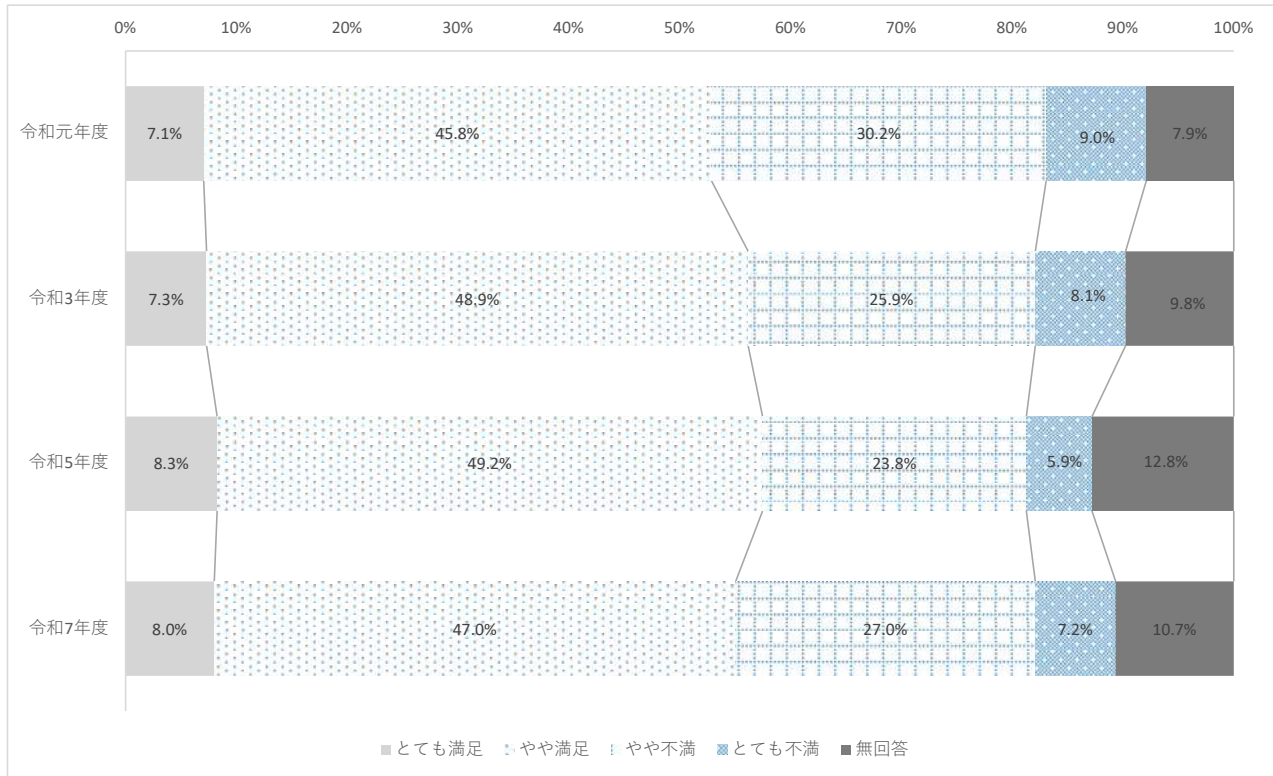 0% 10% 20% 30% 40% 50% 60% 70% 80% 90% 100%
令和元年度 7.1% 45.8% 30.2% 9.0% 7.9%
令和3年度 7.3% 48.9% 25.9% 8.1% 9.8%
令和5年度 8.3% 49.2% 23.8% 5.9% 12.8%
令和7年度 8.0% 47.0% 27.0% 7.2% 10.7%
とても満足 やや満足 やや不満 とても不満 無回答